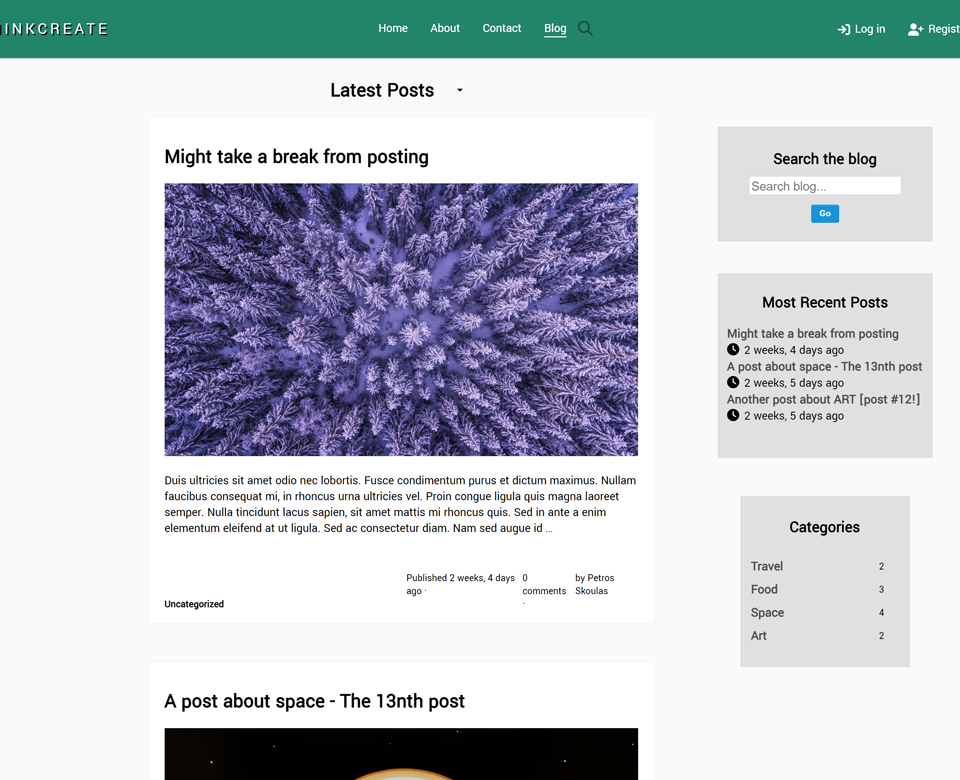 INKCREATE
Home About Contact Blog
Log in Regist
Latest Posts
Might take a break from posting
Duis ultricies sit amet odio nec lobortis. Fusce condimentum purus et dictum maximus. Nullam
faucibus consequat mi, in rhoncus urna ultricies vel. Proin congue ligula quis magna laoreet
semper. Nulla tincidunt lacus sapien, sit amet mattis mi rhoncus quis. Sed in ante a enim
elementum eleifend at ut ligula. Sed ac consectetur diam. Nam sed augue id ...
Uncategorized
Published 2 weeks, 4 days
ago ·
0
comments
·
by Petros
Skoulas
A post about space - The 13nth post
Search the blog
Search blog...
Go
Most Recent Posts
Might take a break from posting
2 weeks, 4 days ago
A post about space - The 13nth post
2 weeks, 5 days ago
Another post about ART [post #12!]
2 weeks, 5 days ago
Categories
Travel 2
Food 3
Space 4
Art 2